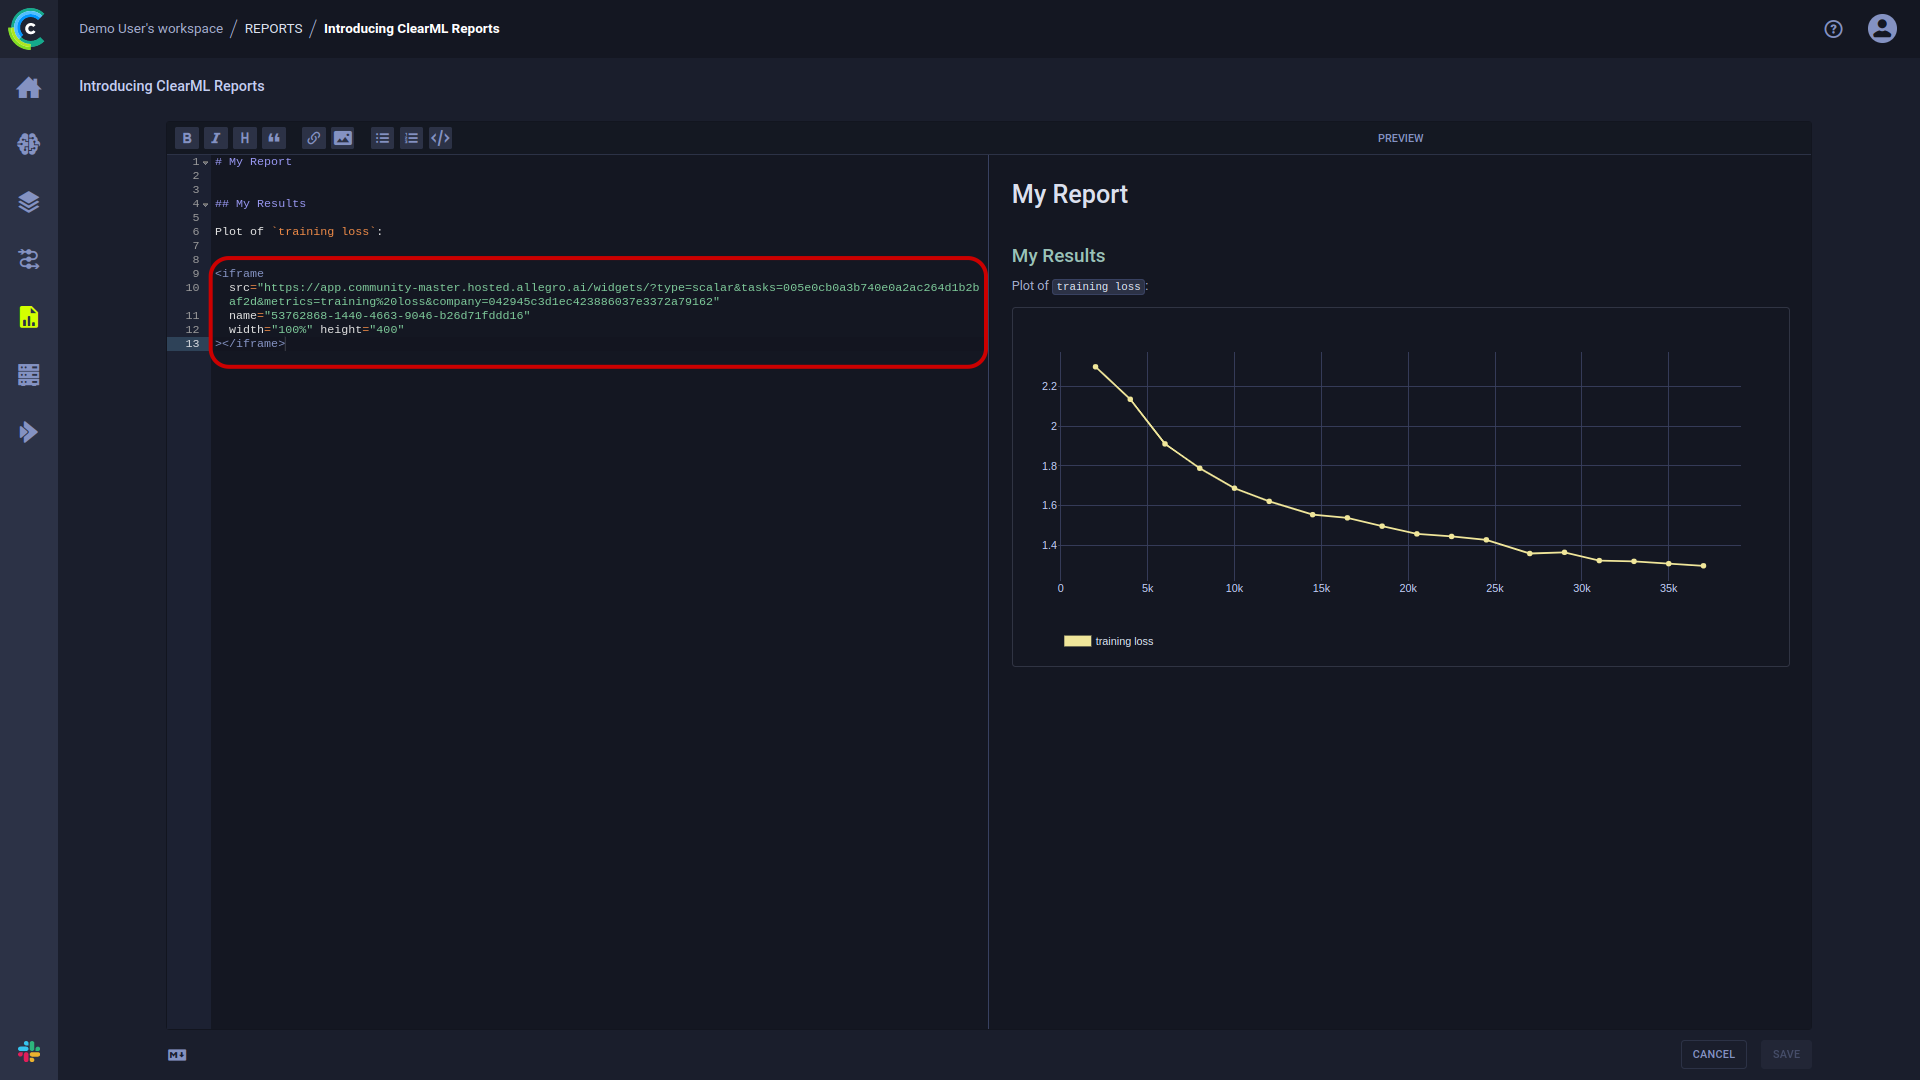 Demo User's workspace / REPORTS / Introducing ClearML Reports
Introducing ClearML Reports
B I H
PREVIEW
1 # My Report
2
3
4 ## My Results
5
6 Plot of `training loss`:
7
8
9 <iframe
10 src="https://app.community-master.hosted.allegro.ai/widgets/?type=scalar&tasks=005e0cb0a3b740e0a2ac264d1b2b
af2d&metrics=training%20loss&company=042945c3d1ec423886037e3372a79162"
11 name="53762868-1440-4663-9046-b26d71fddd16"
12 width="100%" height="400"
13 ></iframe>
My Report
My Results
Plot of training loss:
2.2
2
1.8
1.6
1.4
0 5k 10k 15k 20k 25k 30k 35k
training loss
CANCEL SAVE